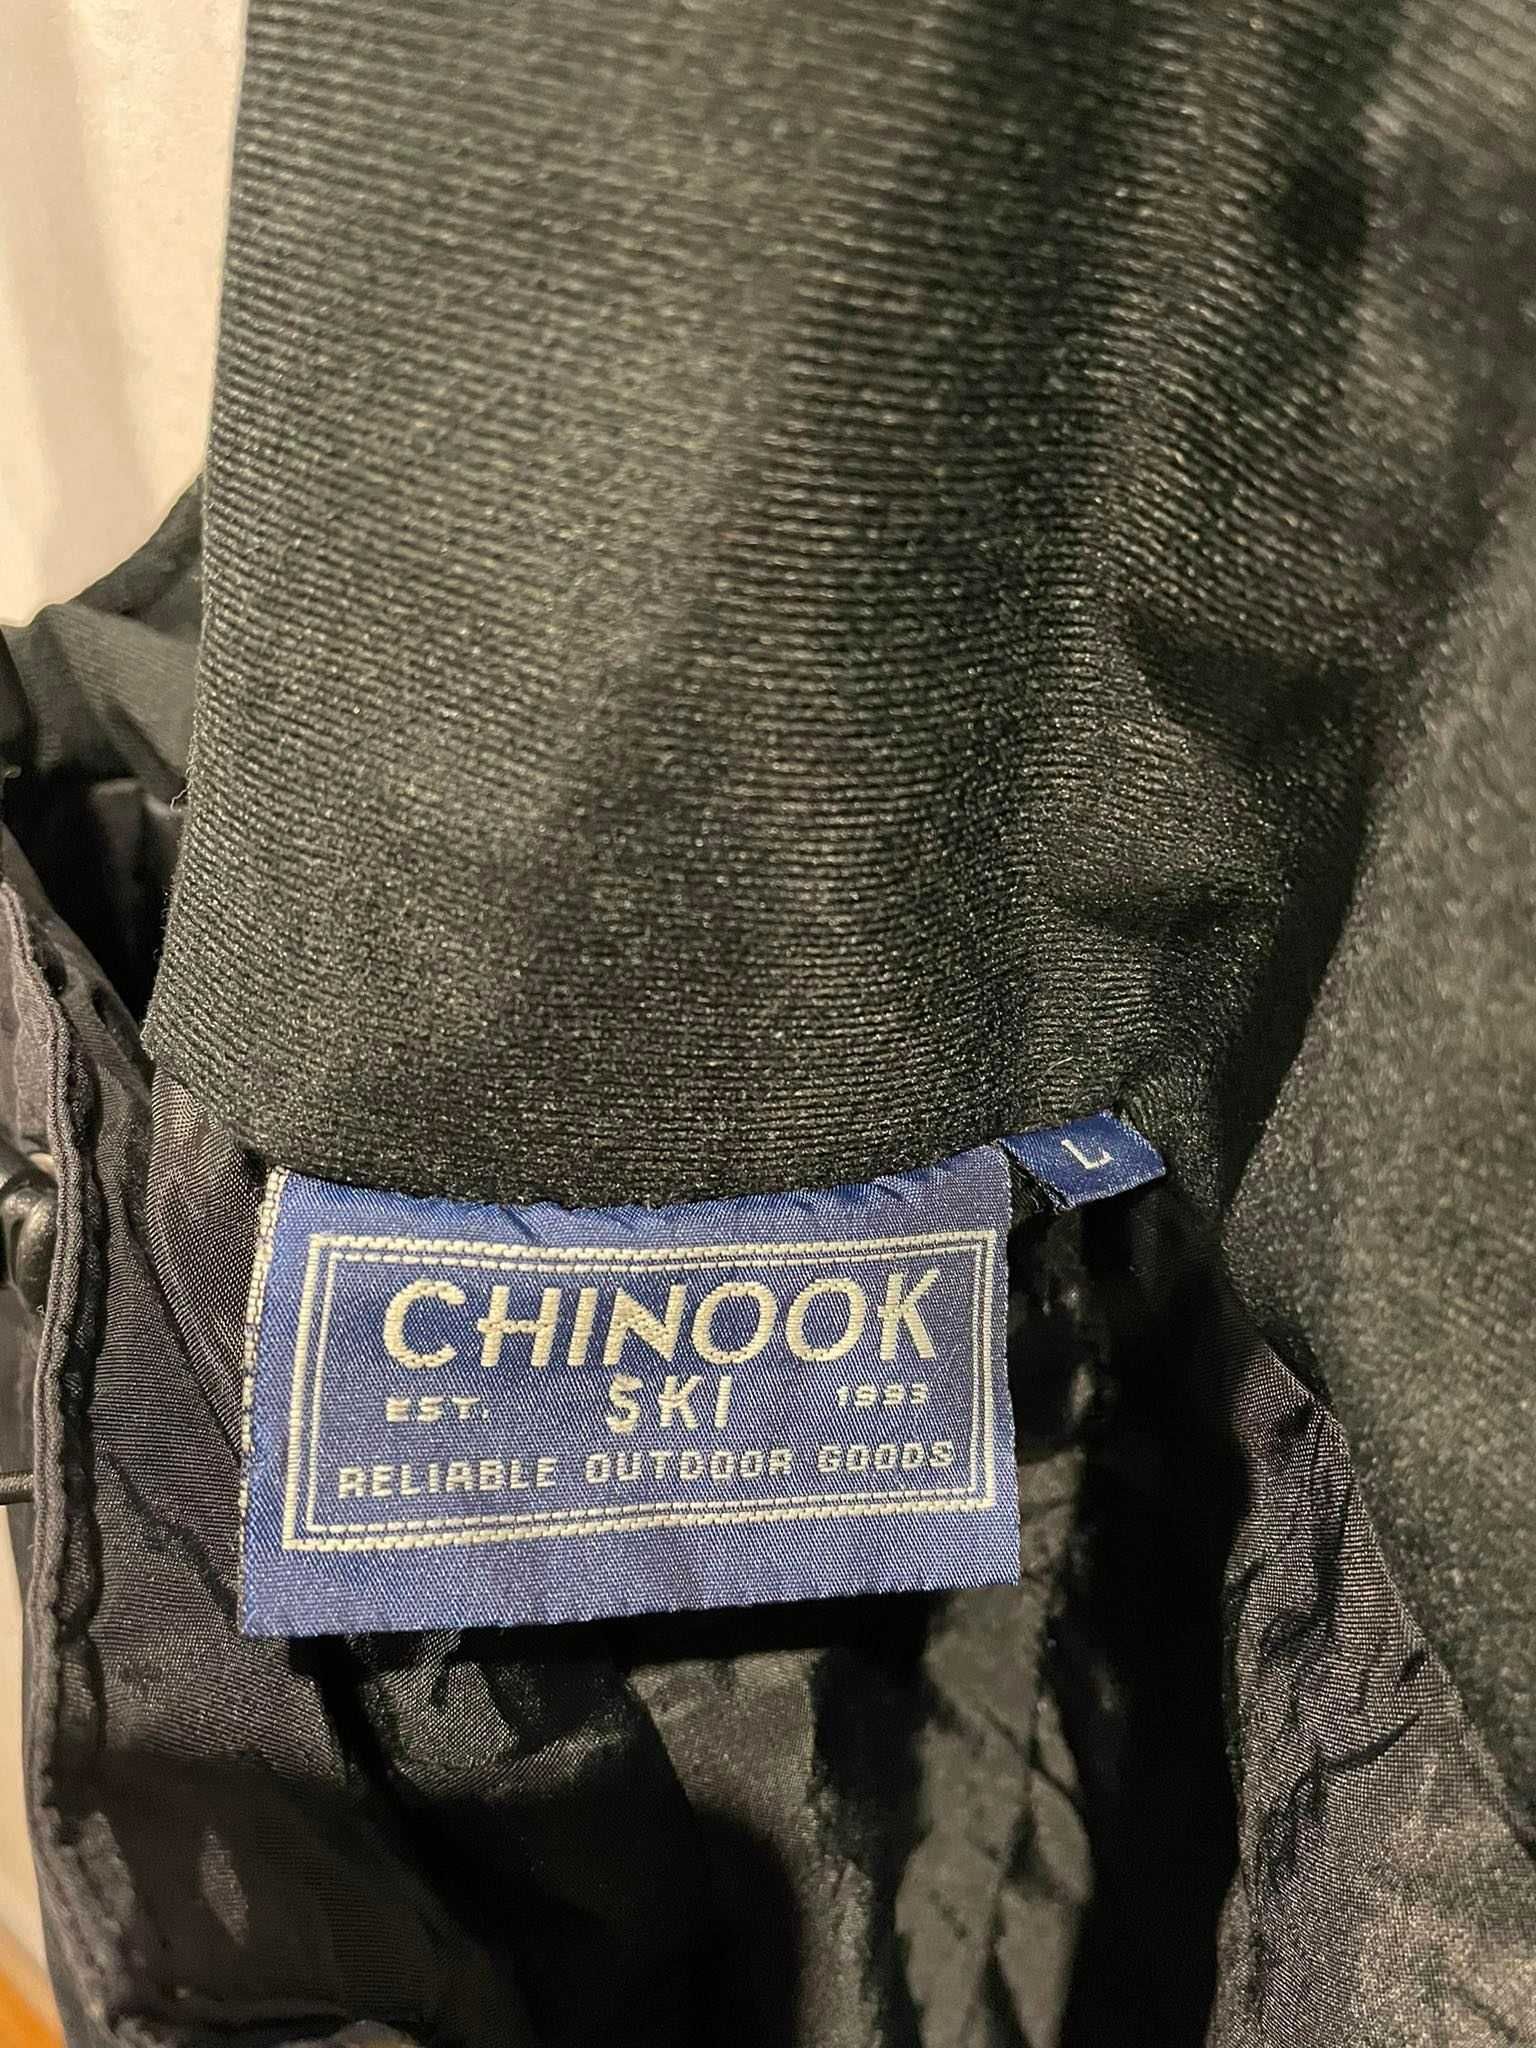 L
CHINOOK
EST. SKI 1993
RELIABLE OUTDOOR GOODS